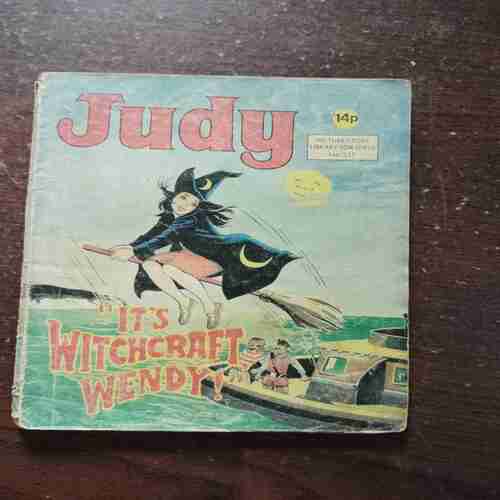 Judy
14p
PICTURE STORY
LIBRARY FOR GIRLS
"IT'S
WITCHCRAFT
WENDY!"